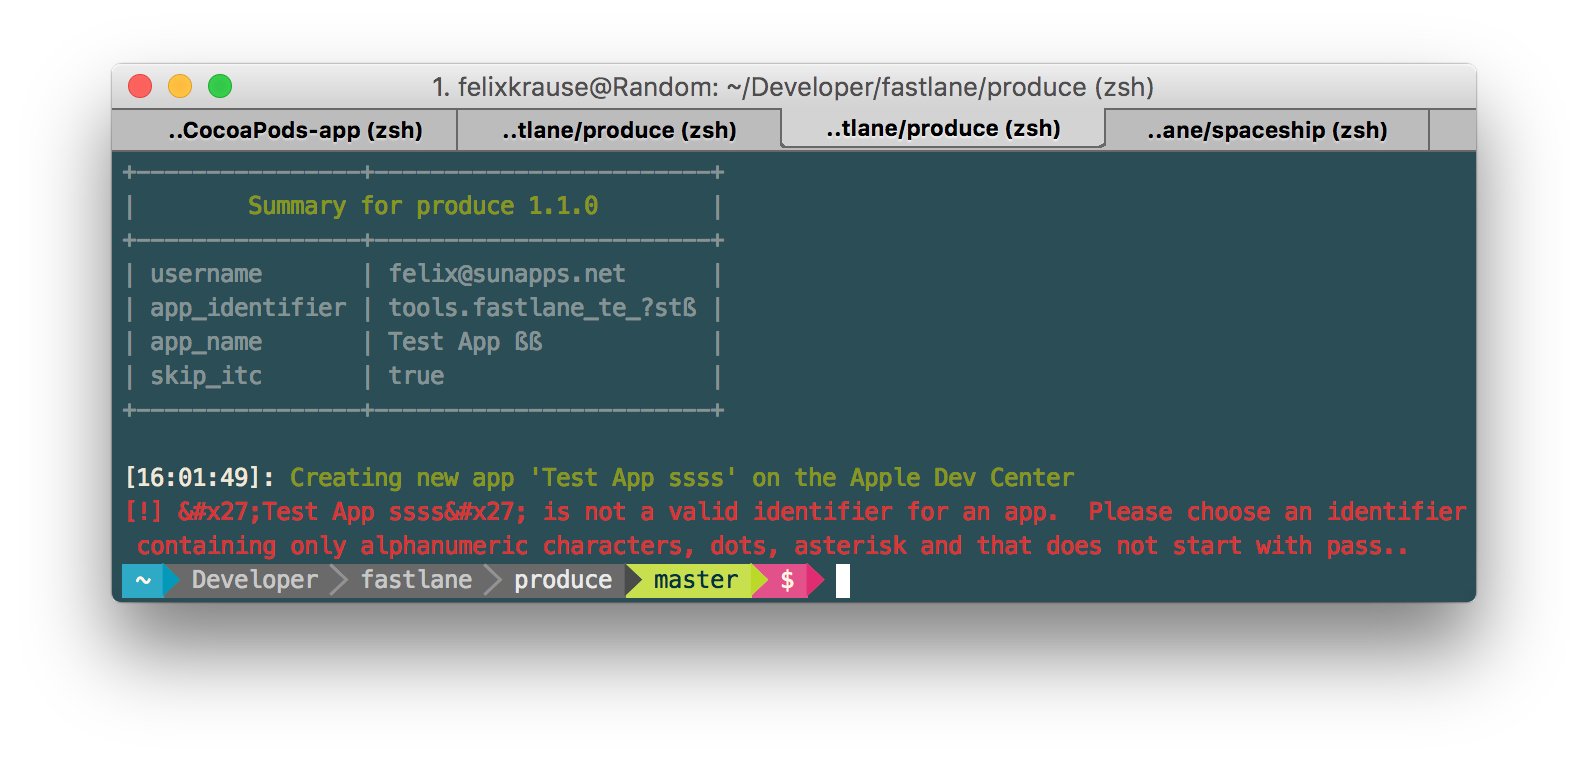 1. felixkrause@Random: ~/Developer/fastlane/produce (zsh)
..CocoaPods-app (zsh) ..tlane/produce (zsh) ..tlane/produce (zsh) ..ane/spaceship (zsh)
+----------------+------------------------+
| Summary for produce 1.1.0 |
+----------------+------------------------+
| username | felix@sunapps.net |
| app_identifier | tools.fastlane_te_?stß |
| app_name | Test App ßß |
| skip_itc | true |
+----------------+------------------------+
[16:01:49]: Creating new app 'Test App ssss' on the Apple Dev Center
[!] &#x27;Test App ssss&#x27; is not a valid identifier for an app.  Please choose an identifier
containing only alphanumeric characters, dots, asterisk and that does not start with pass..
~ Developer fastlane produce master $